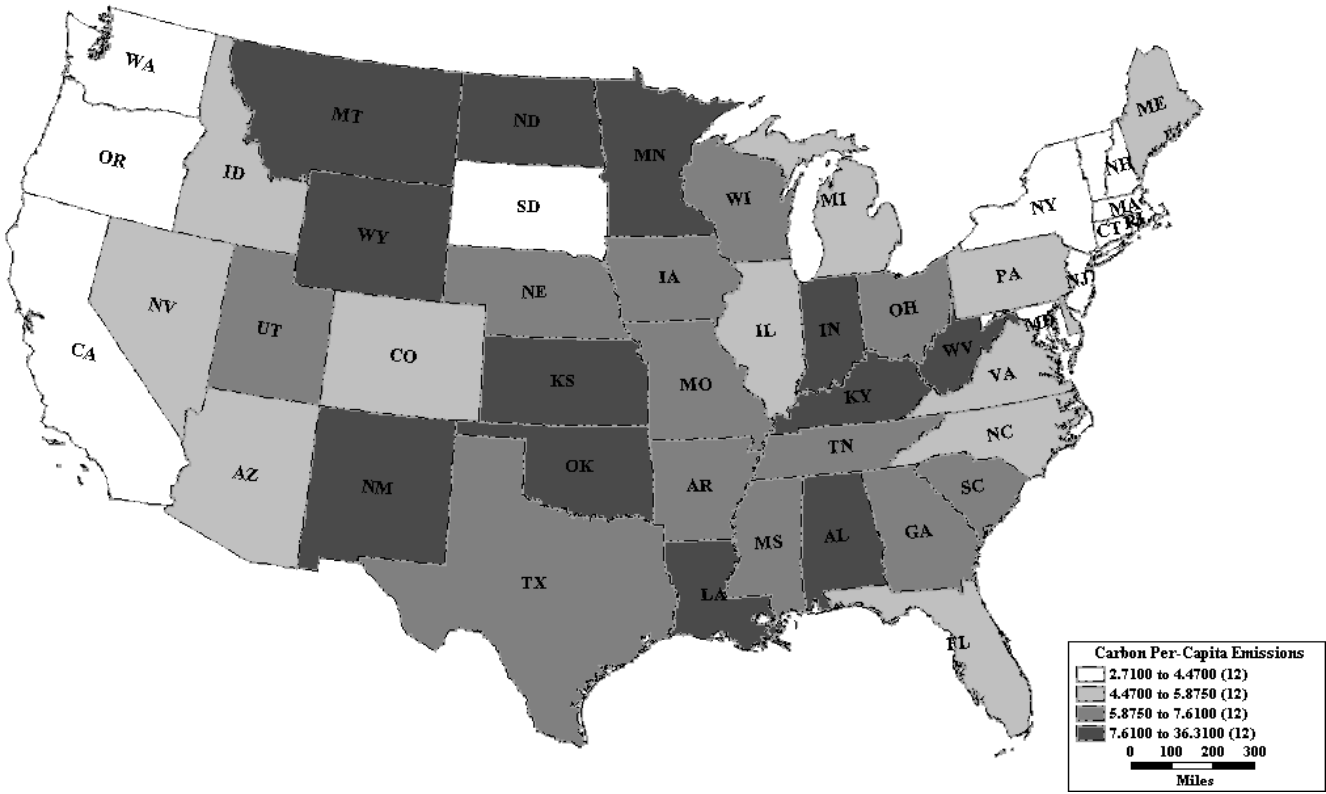 WA
MT
ND
MN
OR
ID
SD
WI
MI
ME
NH
NY
MA
CT RI
WY
NV
UT
CO
NE
IA
IL
IN
OH
PA
NJ
MD
WV
VA
CA
KS
MO
KY
NC
TN
AZ
NM
OK
AR
SC
MS
AL
GA
TX
LA
FL
Carbon Per-Capita Emissions
2.7100 to 4.4700 (12)
4.4700 to 5.8750 (12)
5.8750 to 7.6100 (12)
7.6100 to 36.3100 (12)
0 100 200 300
Miles